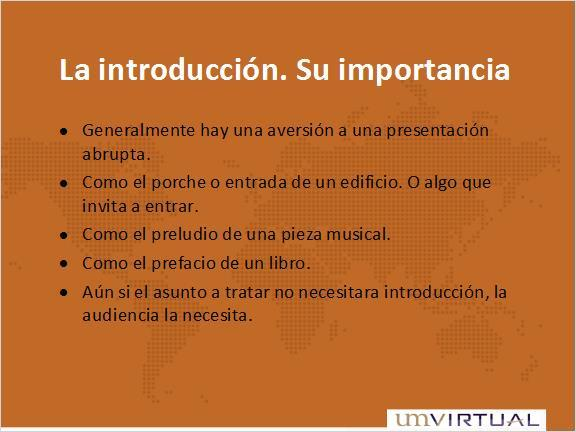 La introducción. Su importancia
● Generalmente hay una aversión a una presentación
abrupta.
● Como el porche o entrada de un edificio. O algo que
invita a entrar.
● Como el preludio de una pieza musical.
● Como el prefacio de un libro.
● Aún si el asunto a tratar no necesitara introducción, la
audiencia la necesita.
umVIRTUAL